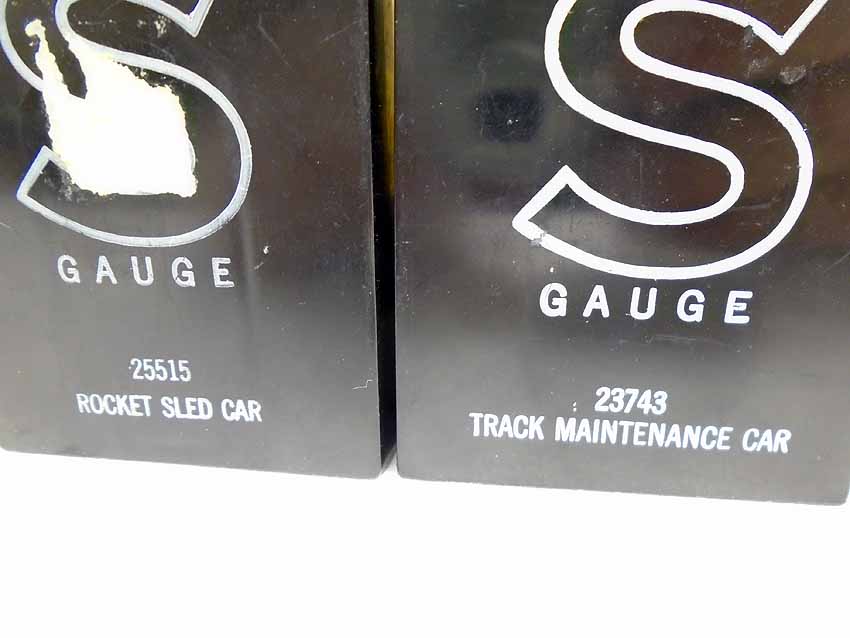 S
GAUGE
25515
ROCKET SLED CAR
S
GAUGE
23743
TRACK MAINTENANCE CAR